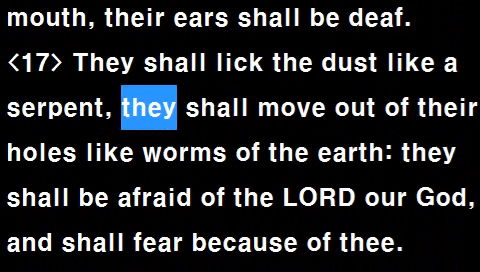 mouth, their ears shall be deaf.
<17> They shall lick the dust like a
serpent, they shall move out of their
holes like worms of the earth: they
shall be afraid of the LORD our God,
and shall fear because of thee.